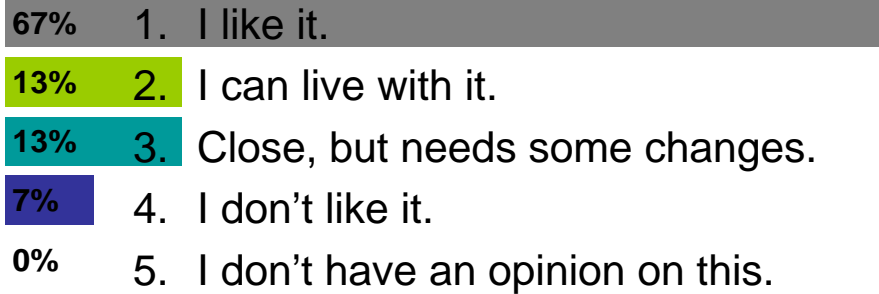 67% 1. I like it.
13% 2. I can live with it.
13% 3. Close, but needs some changes.
7% 4. I don’t like it.
0% 5. I don’t have an opinion on this.